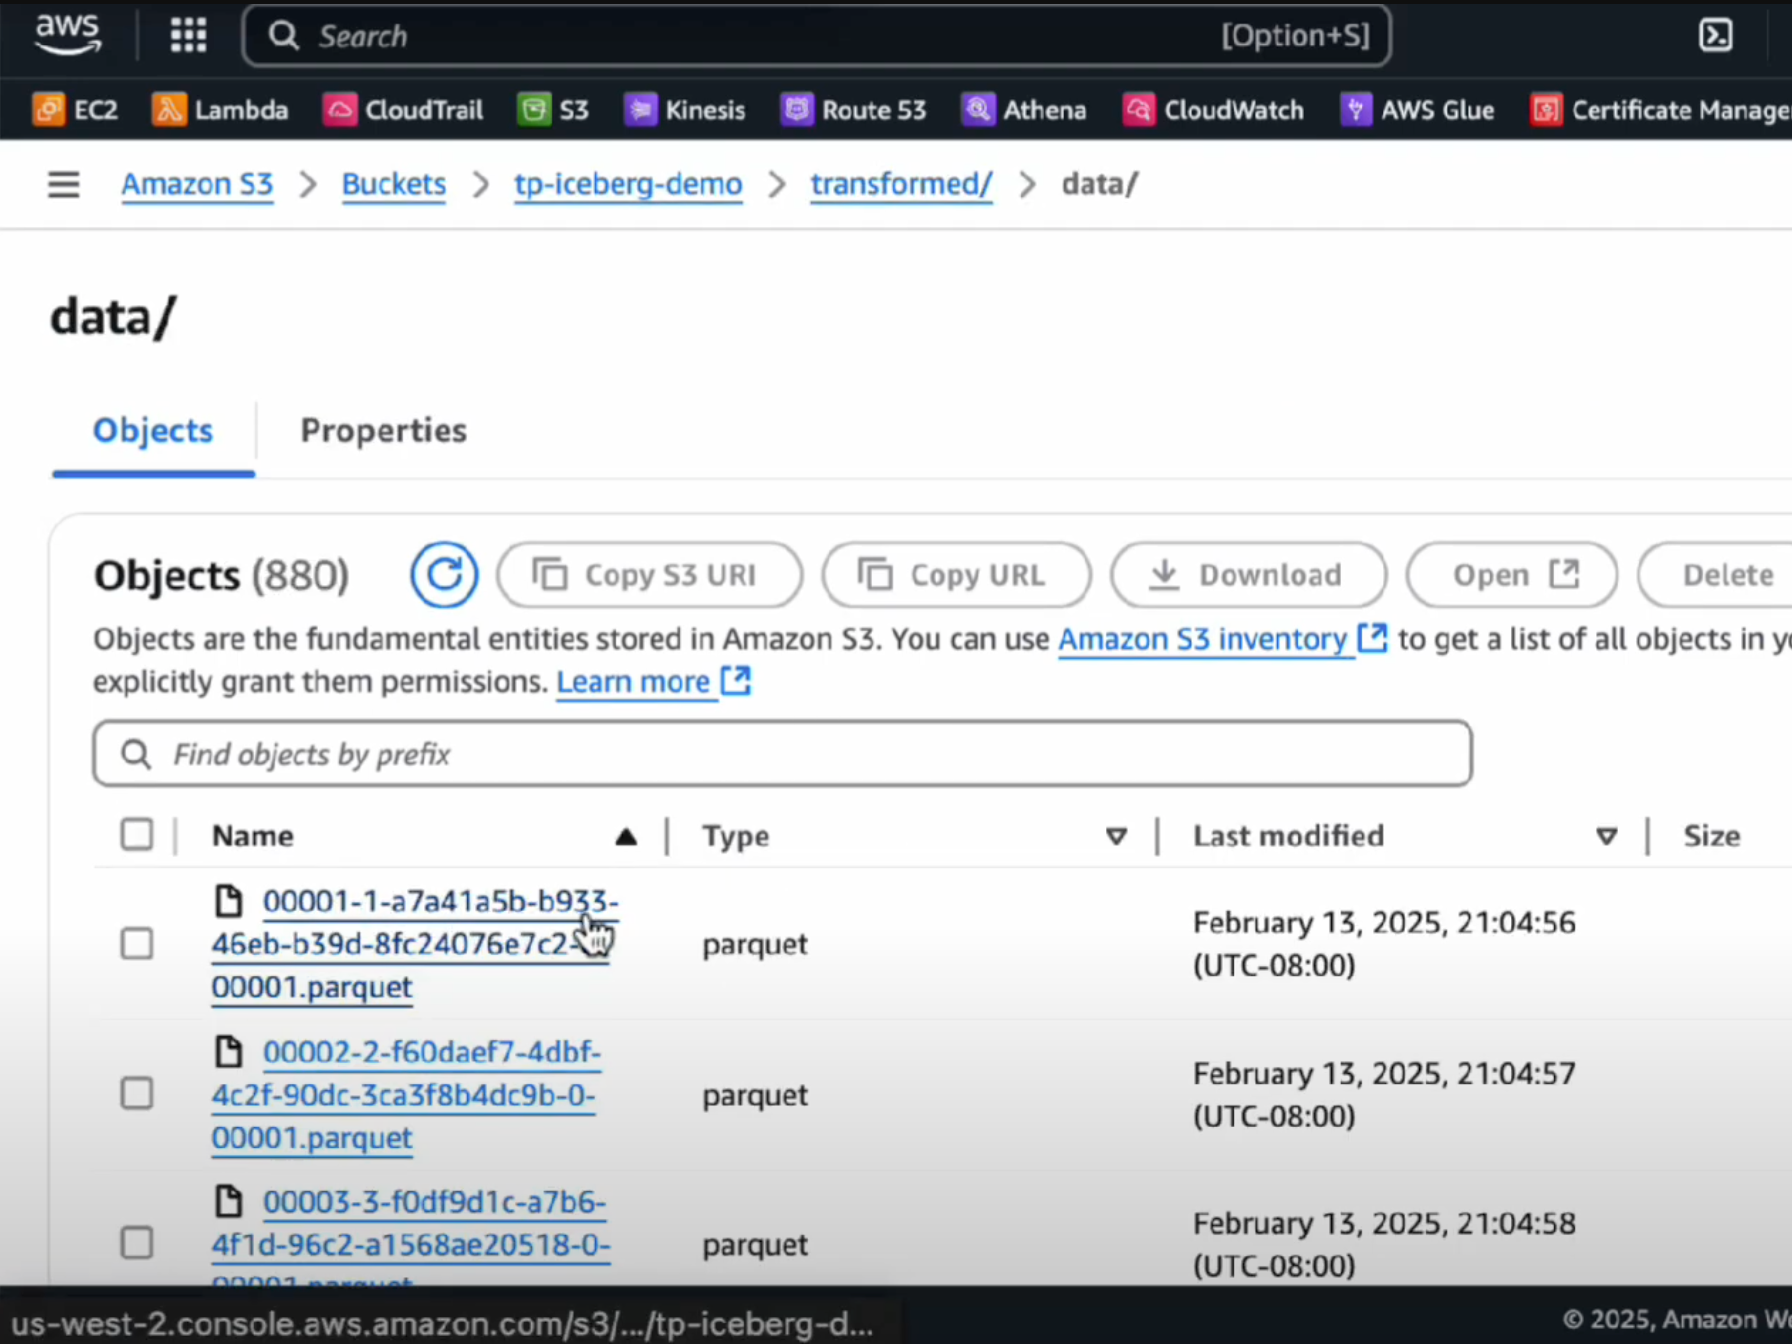 aws
Search [Option+S]
EC2 Lambda CloudTrail S3 Kinesis Route 53 Athena CloudWatch AWS Glue Certificate Manage
Amazon S3 > Buckets > tp-iceberg-demo > transformed/ > data/
data/
Objects Properties
Objects (880) Copy S3 URI Copy URL Download Open Delete
Objects are the fundamental entities stored in Amazon S3. You can use Amazon S3 inventory to get a list of all objects in y
explicitly grant them permissions. Learn more
Find objects by prefix
Name Type Last modified Size
00001-1-a7a41a5b-b933-
46eb-b39d-8fc24076e7c2-
00001.parquet
parquet
February 13, 2025, 21:04:56
(UTC-08:00)
00002-2-f60daef7-4dbf-
4c2f-90dc-3ca3f8b4dc9b-0-
00001.parquet
parquet
February 13, 2025, 21:04:57
(UTC-08:00)
00003-3-f0df9d1c-a7b6-
4f1d-96c2-a1568ae20518-0-
00001.parquet
parquet
February 13, 2025, 21:04:58
(UTC-08:00)
us-west-2.console.aws.amazon.com/s3/.../tp-iceberg-d...
© 2025, Amazon We